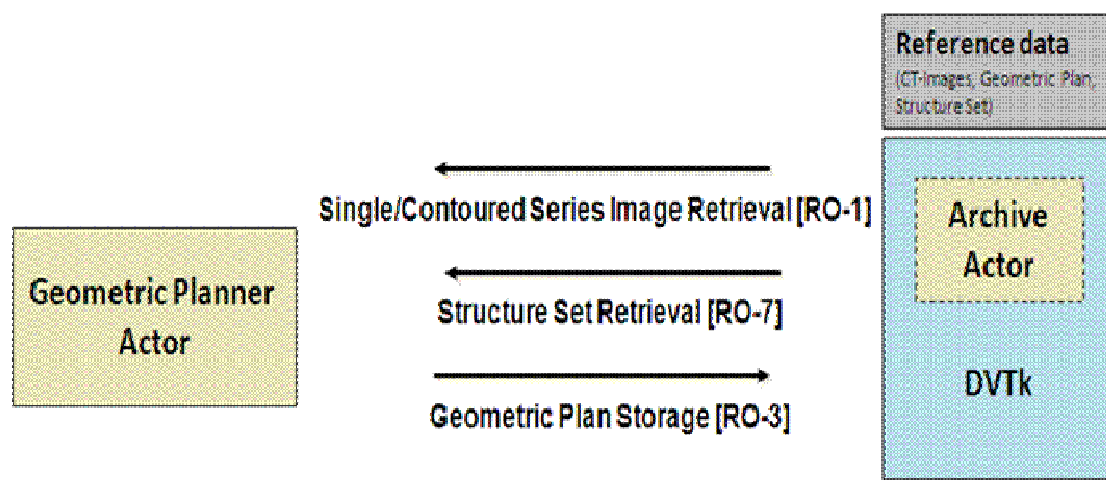 Reference data
(CT-Images, Geometric Plan,
Structure Set)
Single/Contoured Series Image Retrieval [RO-1]
Archive
Actor
Geometric Planner
Actor
Structure Set Retrieval [RO-7]
DVTk
Geometric Plan Storage [RO-3]